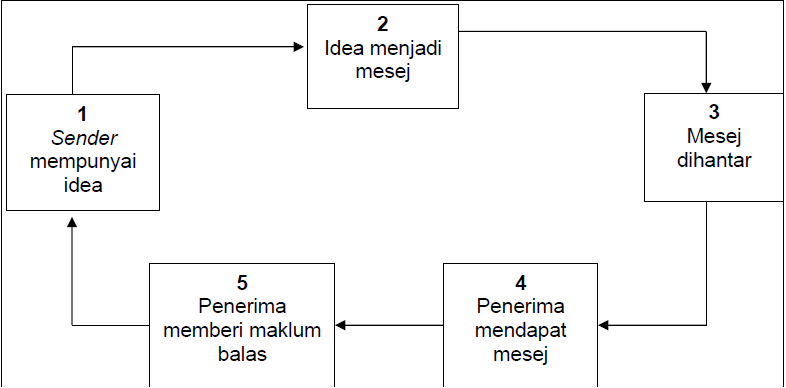 1
Sender
mempunyai
idea
2
Idea menjadi
mesej
3
Mesej
dihantar
4
Penerima
mendapat
mesej
5
Penerima
memberi maklum
balas